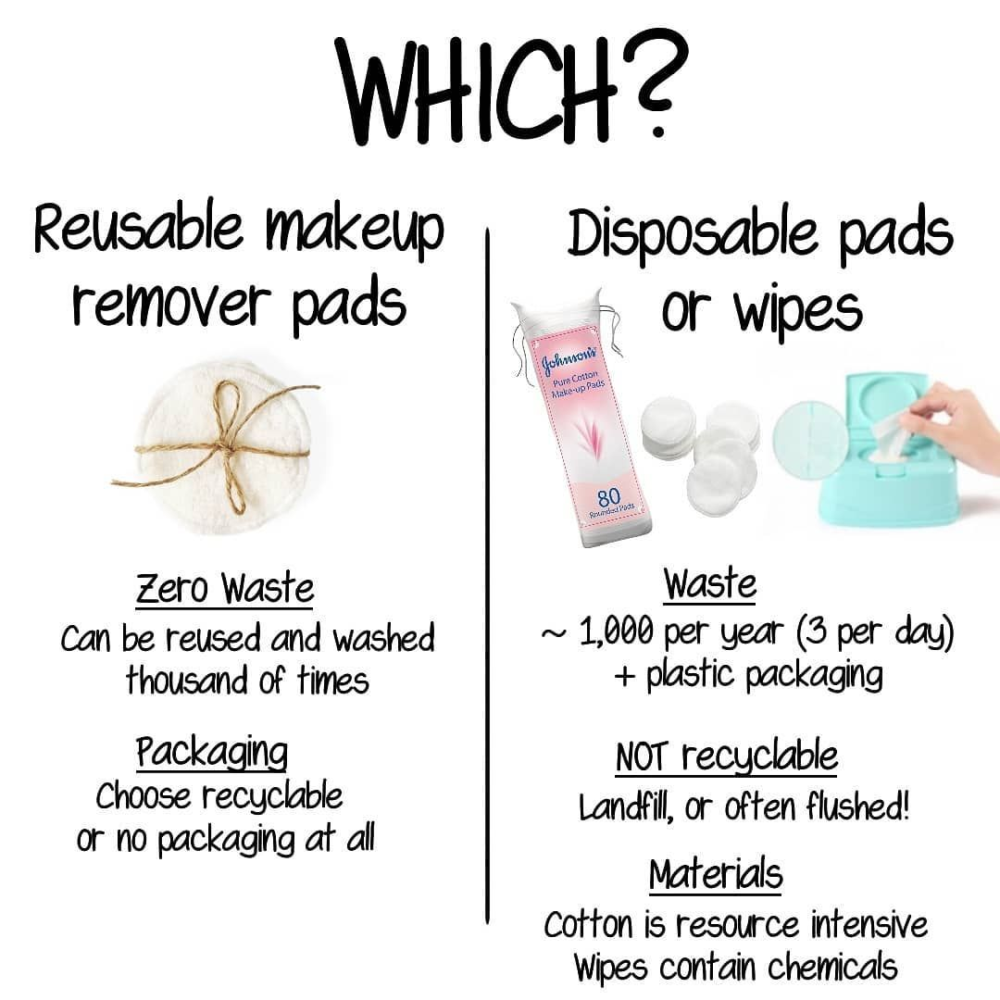 WHICH?
Reusable makeup
remover pads
Zero Waste
Can be reused and washed
thousand of times
Packaging
Choose recyclable
or no packaging at all
Disposable pads
or wipes
Johnson's
Pure Cotton
Make-up Pads
80
Rounded Pads
Waste
~ 1,000 per year (3 per day)
+ plastic packaging
NOT recyclable
Landfill, or often flushed!
Materials
Cotton is resource intensive
Wipes contain chemicals